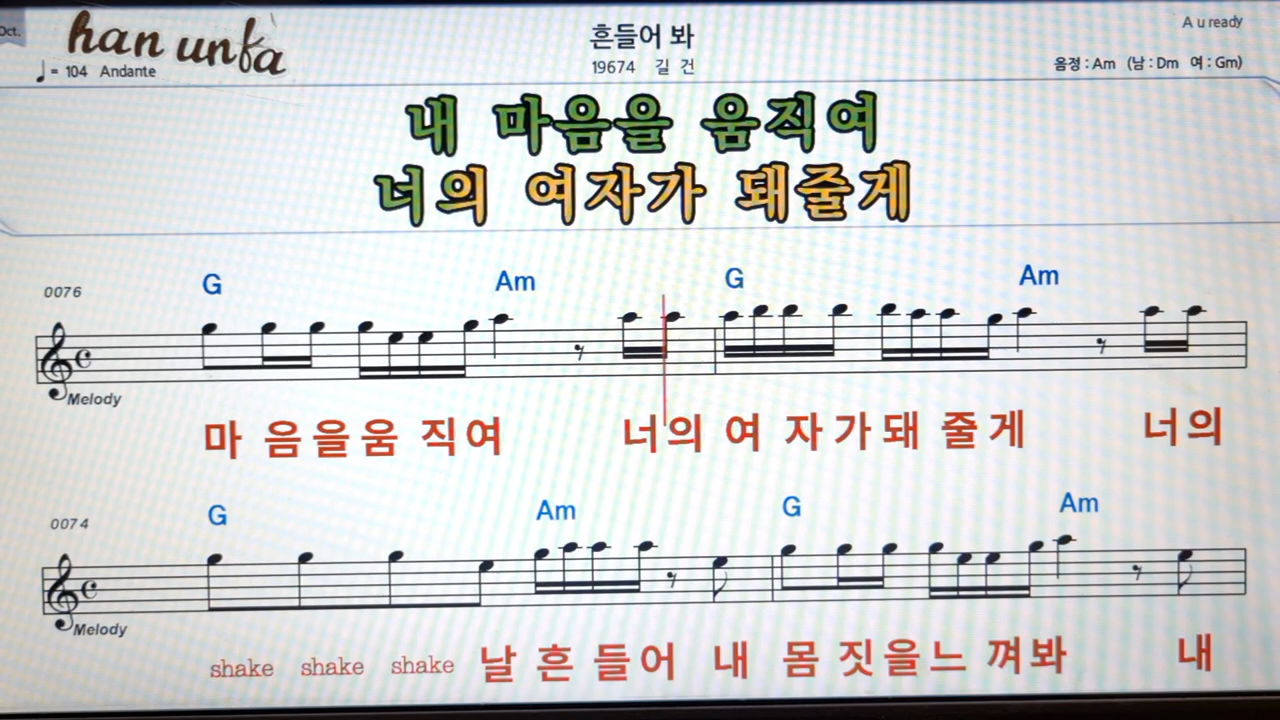 Oct.
han unfa
흔들어 봐
A u ready
♩= 104 Andante
19674 길 건
음정 : Am (남 : Dm 여 : Gm)
내 마음을 움직여
너의 여자가 돼줄게
G Am G Am
0076
Melody
마 음 을 움 직 여 너 의 여 자 가 돼 줄 게 너 의
G Am G Am
0074
Melody
shake shake shake 날 흔 들 어 내 몸 짓 을 느 껴 봐 내